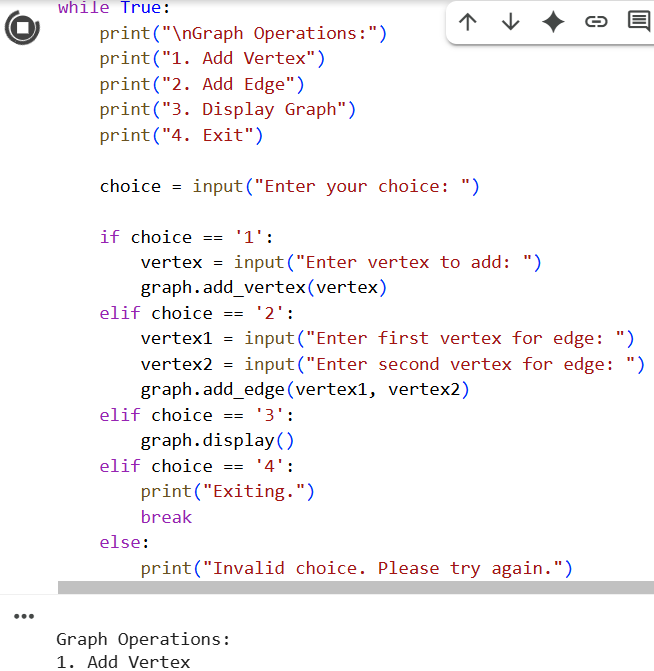 while True:
    print("\nGraph Operations:")
    print("1. Add Vertex")
    print("2. Add Edge")
    print("3. Display Graph")
    print("4. Exit")

    choice = input("Enter your choice: ")

    if choice == '1':
        vertex = input("Enter vertex to add: ")
        graph.add_vertex(vertex)
    elif choice == '2':
        vertex1 = input("Enter first vertex for edge: ")
        vertex2 = input("Enter second vertex for edge: ")
        graph.add_edge(vertex1, vertex2)
    elif choice == '3':
        graph.display()
    elif choice == '4':
        print("Exiting.")
        break
    else:
        print("Invalid choice. Please try again.")

Graph Operations:
1. Add Vertex